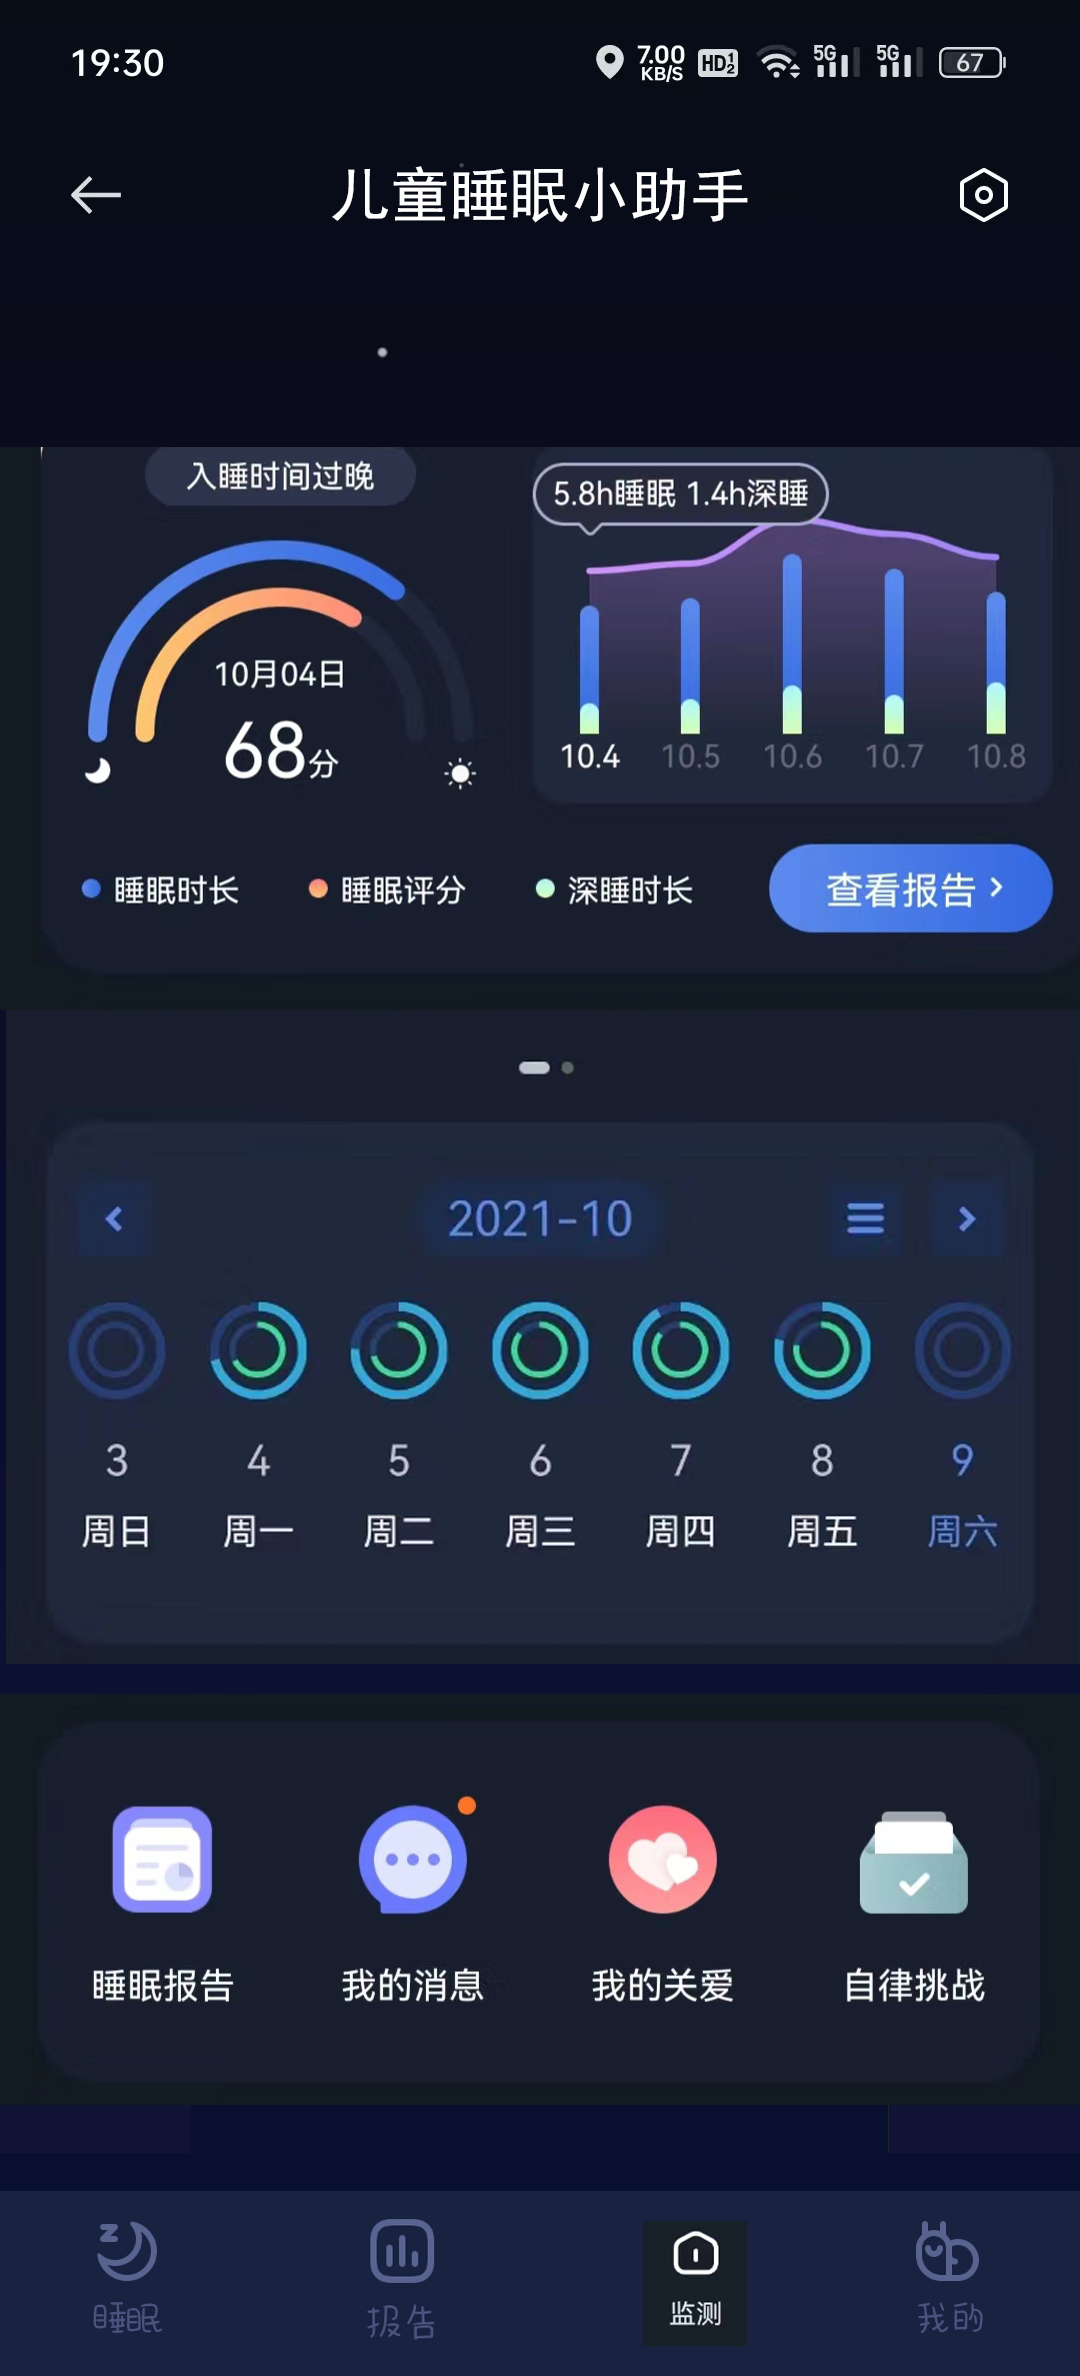 19:30
7.00 KB/S HD 1 2 5G 5G 67
儿童睡眠小助手
入睡时间过晚
5.8h睡眠 1.4h深睡
10月04日
68分
10.4 10.5 10.6 10.7 10.8
睡眠时长 睡眠评分 深睡时长 查看报告
2021-10
3 4 5 6 7 8 9
周日 周一 周二 周三 周四 周五 周六
睡眠报告 我的消息 我的关爱 自律挑战
睡眠 报告 监测 我的